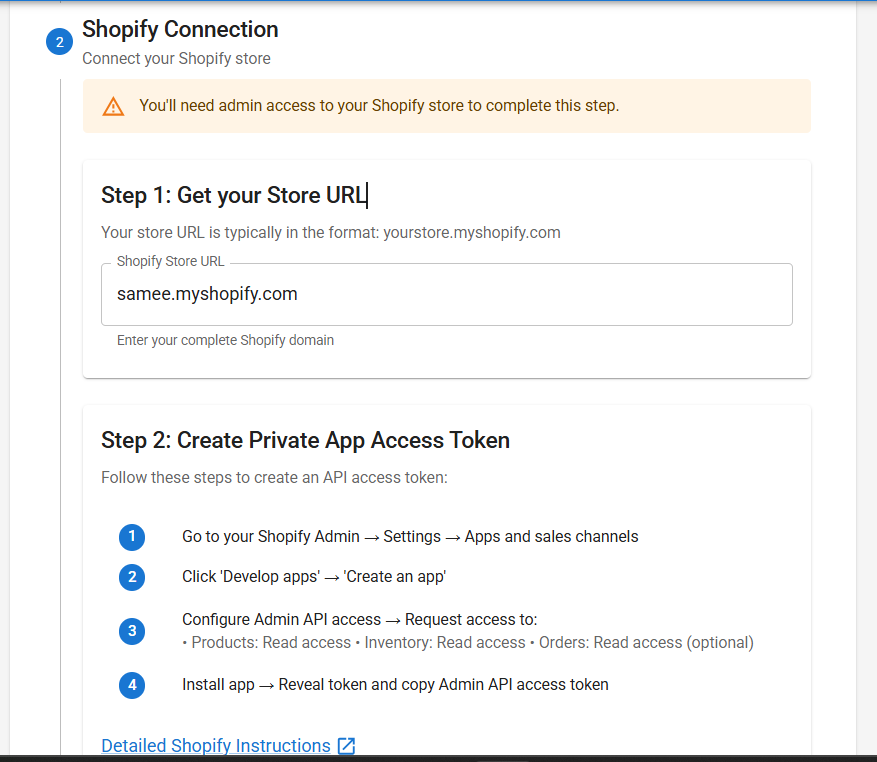 2
Shopify Connection
Connect your Shopify store
You'll need admin access to your Shopify store to complete this step.
Step 1: Get your Store URL
Your store URL is typically in the format: yourstore.myshopify.com
Shopify Store URL
samee.myshopify.com
Enter your complete Shopify domain
Step 2: Create Private App Access Token
Follow these steps to create an API access token:
1 Go to your Shopify Admin → Settings → Apps and sales channels
2 Click 'Develop apps' → 'Create an app'
3 Configure Admin API access → Request access to:
• Products: Read access • Inventory: Read access • Orders: Read access (optional)
4 Install app → Reveal token and copy Admin API access token
Detailed Shopify Instructions